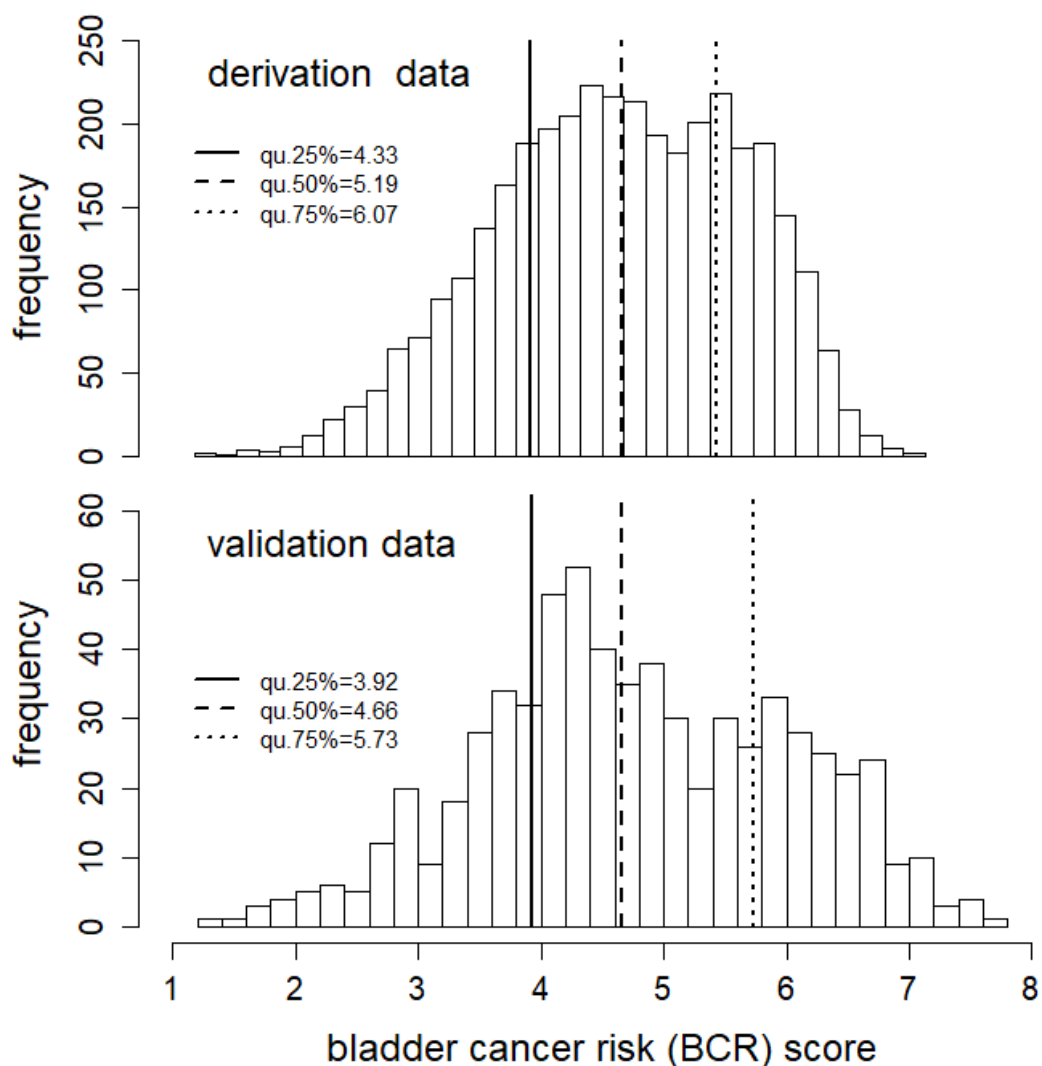 derivation data
qu.25%=4.33
qu.50%=5.19
qu.75%=6.07
frequency
0
50
100
150
200
250
validation data
qu.25%=3.92
qu.50%=4.66
qu.75%=5.73
frequency
0
10
20
30
40
50
60
1 2 3 4 5 6 7 8
bladder cancer risk (BCR) score